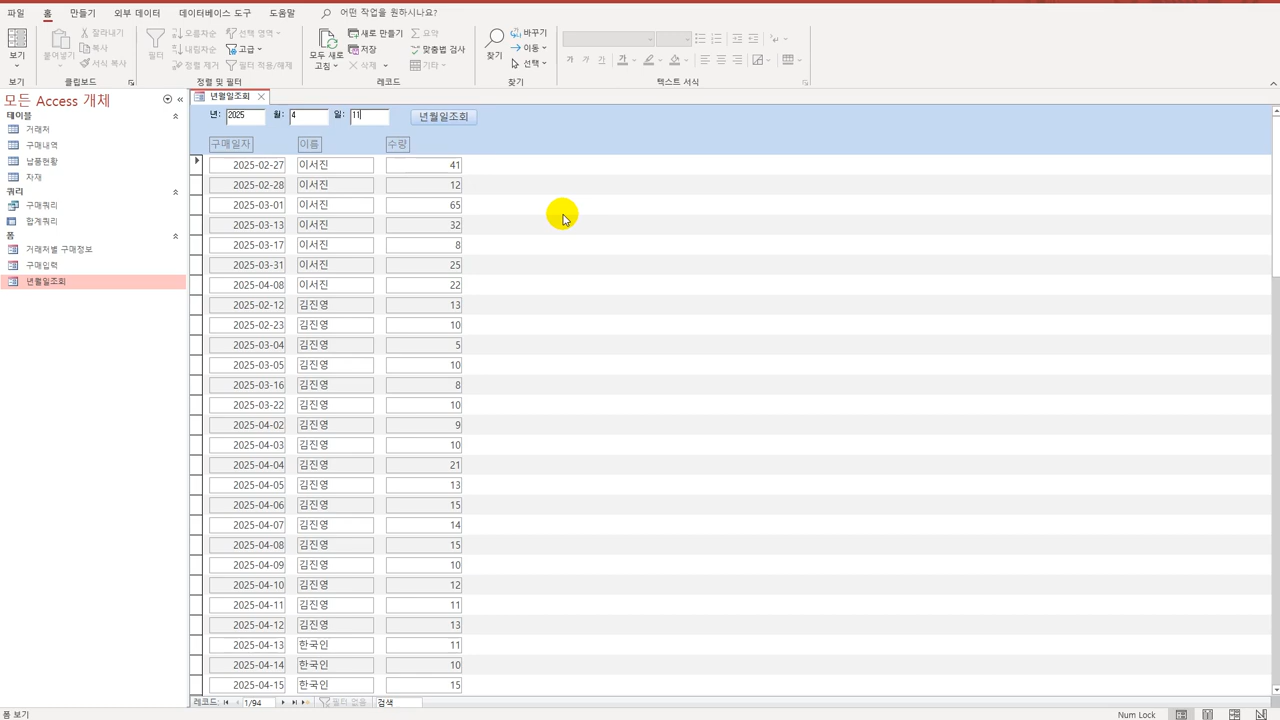 파일 홈 만들기 외부 데이터 데이터베이스 도구 도움말 어떤 작업을 원하시나요?
보기 붙여넣기 잘라내기 복사 서식 복사
필터 오름차순 내림차순 정렬 제거 선택 영역 고급 필터 적용/해제
모두 새로 고침 새로 만들기 저장 삭제 요약 맞춤법 검사 기타
찾기 바꾸기 이동 선택
보기 클립보드 정렬 및 필터 레코드 찾기 텍스트 서식
모든 Access 개체
테이블
거래처
구매내역
납품현황
자재
쿼리
구매쿼리
합계쿼리
폼
거래처별 구매정보
구매입력
년월일조회
년월일조회
년: 2025 월: 4 일: 11 년월일조회
구매일자 이름 수량
2025-02-27 이서진 41
2025-02-28 이서진 12
2025-03-01 이서진 65
2025-03-13 이서진 32
2025-03-17 이서진 8
2025-03-31 이서진 25
2025-04-08 이서진 22
2025-02-12 김진영 13
2025-02-23 김진영 10
2025-03-04 김진영 5
2025-03-05 김진영 10
2025-03-16 김진영 8
2025-03-22 김진영 10
2025-04-02 김진영 9
2025-04-03 김진영 10
2025-04-04 김진영 21
2025-04-05 김진영 13
2025-04-06 김진영 15
2025-04-07 김진영 14
2025-04-08 김진영 15
2025-04-09 김진영 10
2025-04-10 김진영 12
2025-04-11 김진영 11
2025-04-12 김진영 13
2025-04-13 한국인 11
2025-04-14 한국인 10
2025-04-15 한국인 15
레코드: 1/94 필터 없음 검색
폼 보기 Num Lock